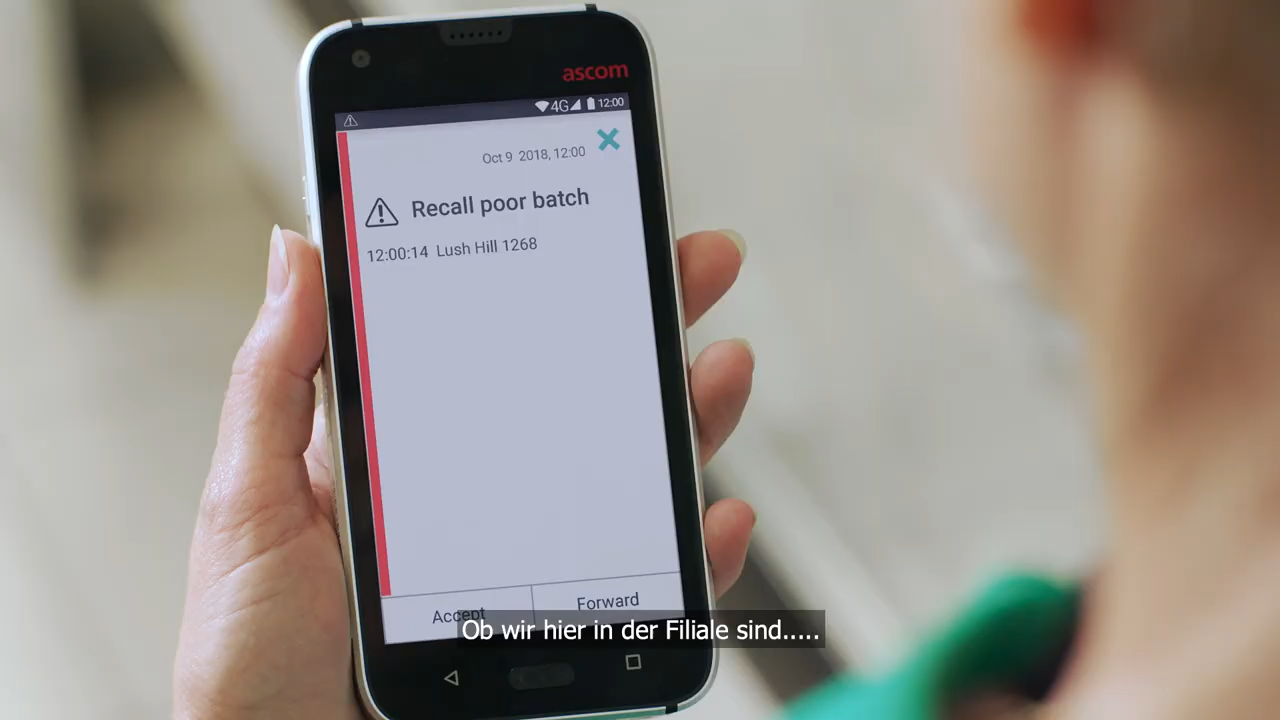 ascom
4G 12:00
Oct 9 2018, 12:00
Recall poor batch
12:00:14 Lush Hill 1268
Accept
Forward
Ob wir hier in der Filiale sind.....